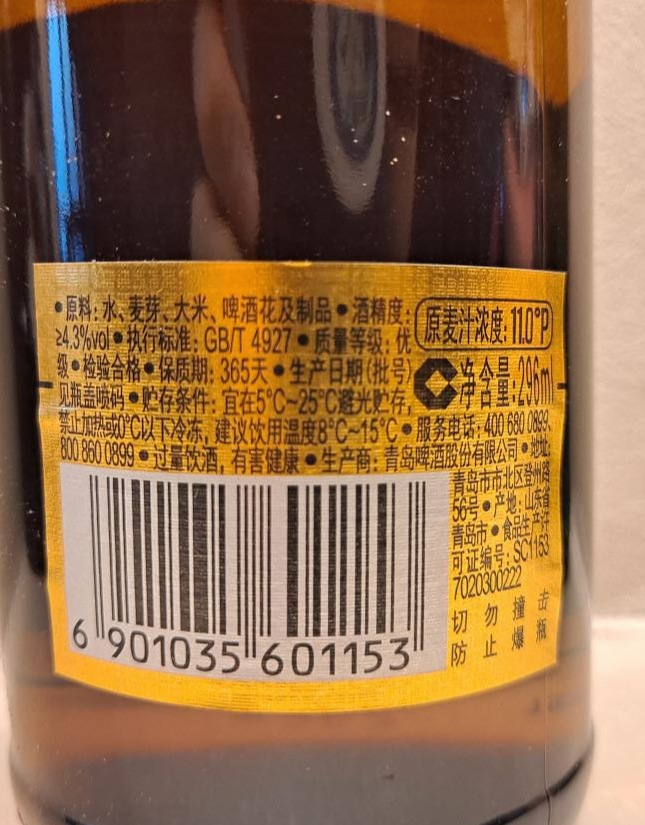 •原料:水、麦芽、大米、啤酒花及制品•酒精度:
≥4.3%vol•执行标准:GB/T 4927•质量等级:优
原麦汁浓度:11.0°P
级•检验合格•保质期:365天•生产日期(批号)
净含量:296ml
见瓶盖喷码•贮存条件:宜在5°C~25°C避光贮存,
禁止加热或0°C以下冷冻,建议饮用温度8°C~15°C•服务电话:400 680 0899、
800 860 0899•过量饮酒,有害健康•生产商:青岛啤酒股份有限公司•地址:
青岛市市北区登州路
56号•产地:山东省
青岛市•食品生产许
可证编号:SC1153
7020300222
切勿撞击
防止爆瓶
6 901035 601153